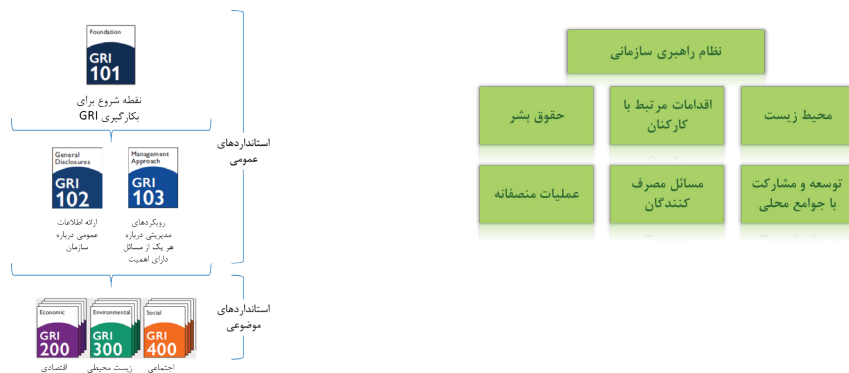 Foundation
GRI
101
نقطه شروع برای
بکارگیری GRI
استانداردهای
عمومی
General
Disclosures
GRI
102
Management
Approach
GRI
103
ارائه اطلاعات
عمومی درباره
سازمان
رویکردهای
مدیریتی درباره
هر یک از مسائل
دارای اهمیت
استانداردهای
موضوعی
Economic
GRI
200
Environmental
GRI
300
Social
GRI
400
اقتصادی
زیست محیطی
اجتماعی
نظام راهبری سازمانی
محیط زیست
اقدامات مرتبط با
کارکنان
حقوق بشر
توسعه و مشارکت
با جوامع محلی
مسائل مصرف
کنندگان
عملیات منصفانه